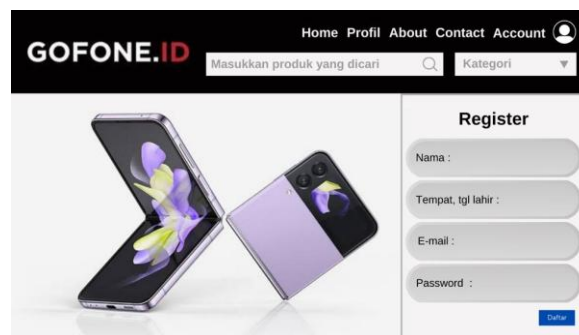 Home Profil About Contact Account
GOFONE.ID
Masukkan produk yang dicari
Kategori
Register
Nama :
Tempat, tgl lahir :
E-mail :
Password :
Daftar